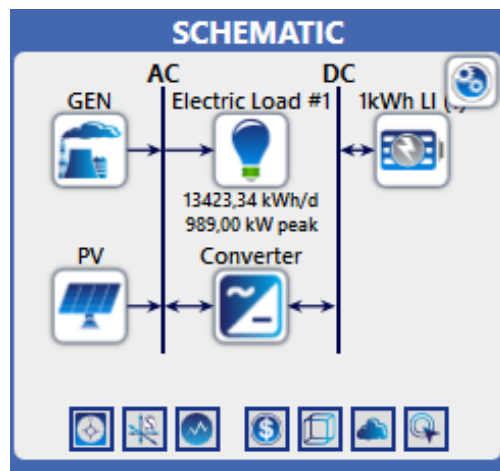 SCHEMATIC
AC DC
GEN Electric Load #1 1kWh LI
13423,34 kWh/d
989,00 kW peak
PV Converter